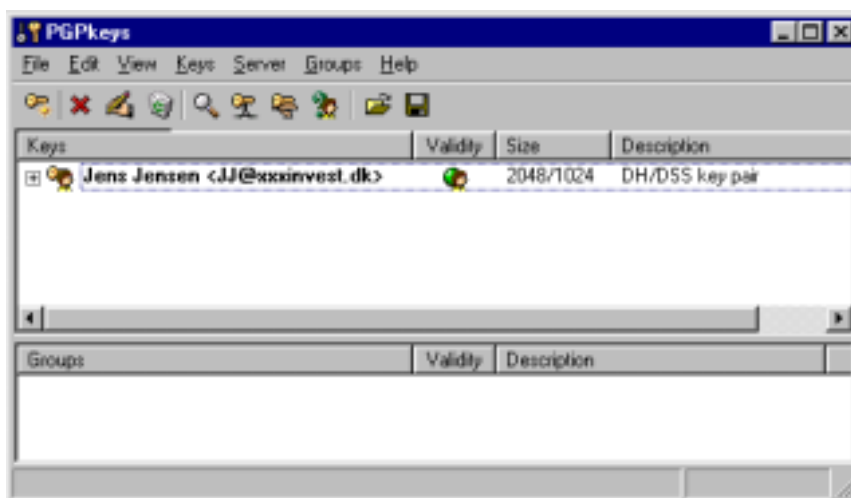 PGPkeys
File Edit View Keys Server Groups Help
Keys Validity Size Description
Jens Jensen <JJ@xxxinvest.dk> 2048/1024 DH/DSS key pair
Groups Validity Description